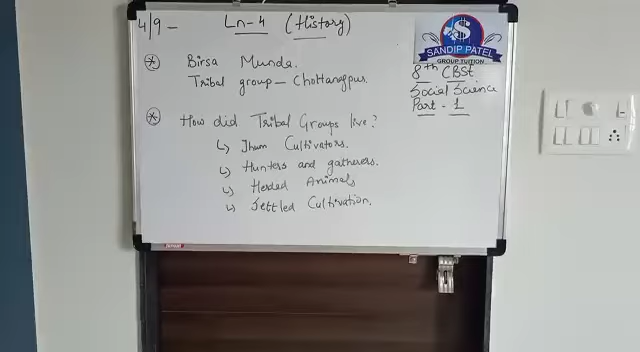 4/9 - Ln-4 (History)
Birsa Munda.
Tribal group - Chottanagpur.
How did Tribal Groups live?
Jhum Cultivators.
Hunters and gatherers.
Herded Animals
Settled Cultivation.
$
SANDIP PATEL
GROUP TUITION
8th CBSE
Social Science
Part - 1